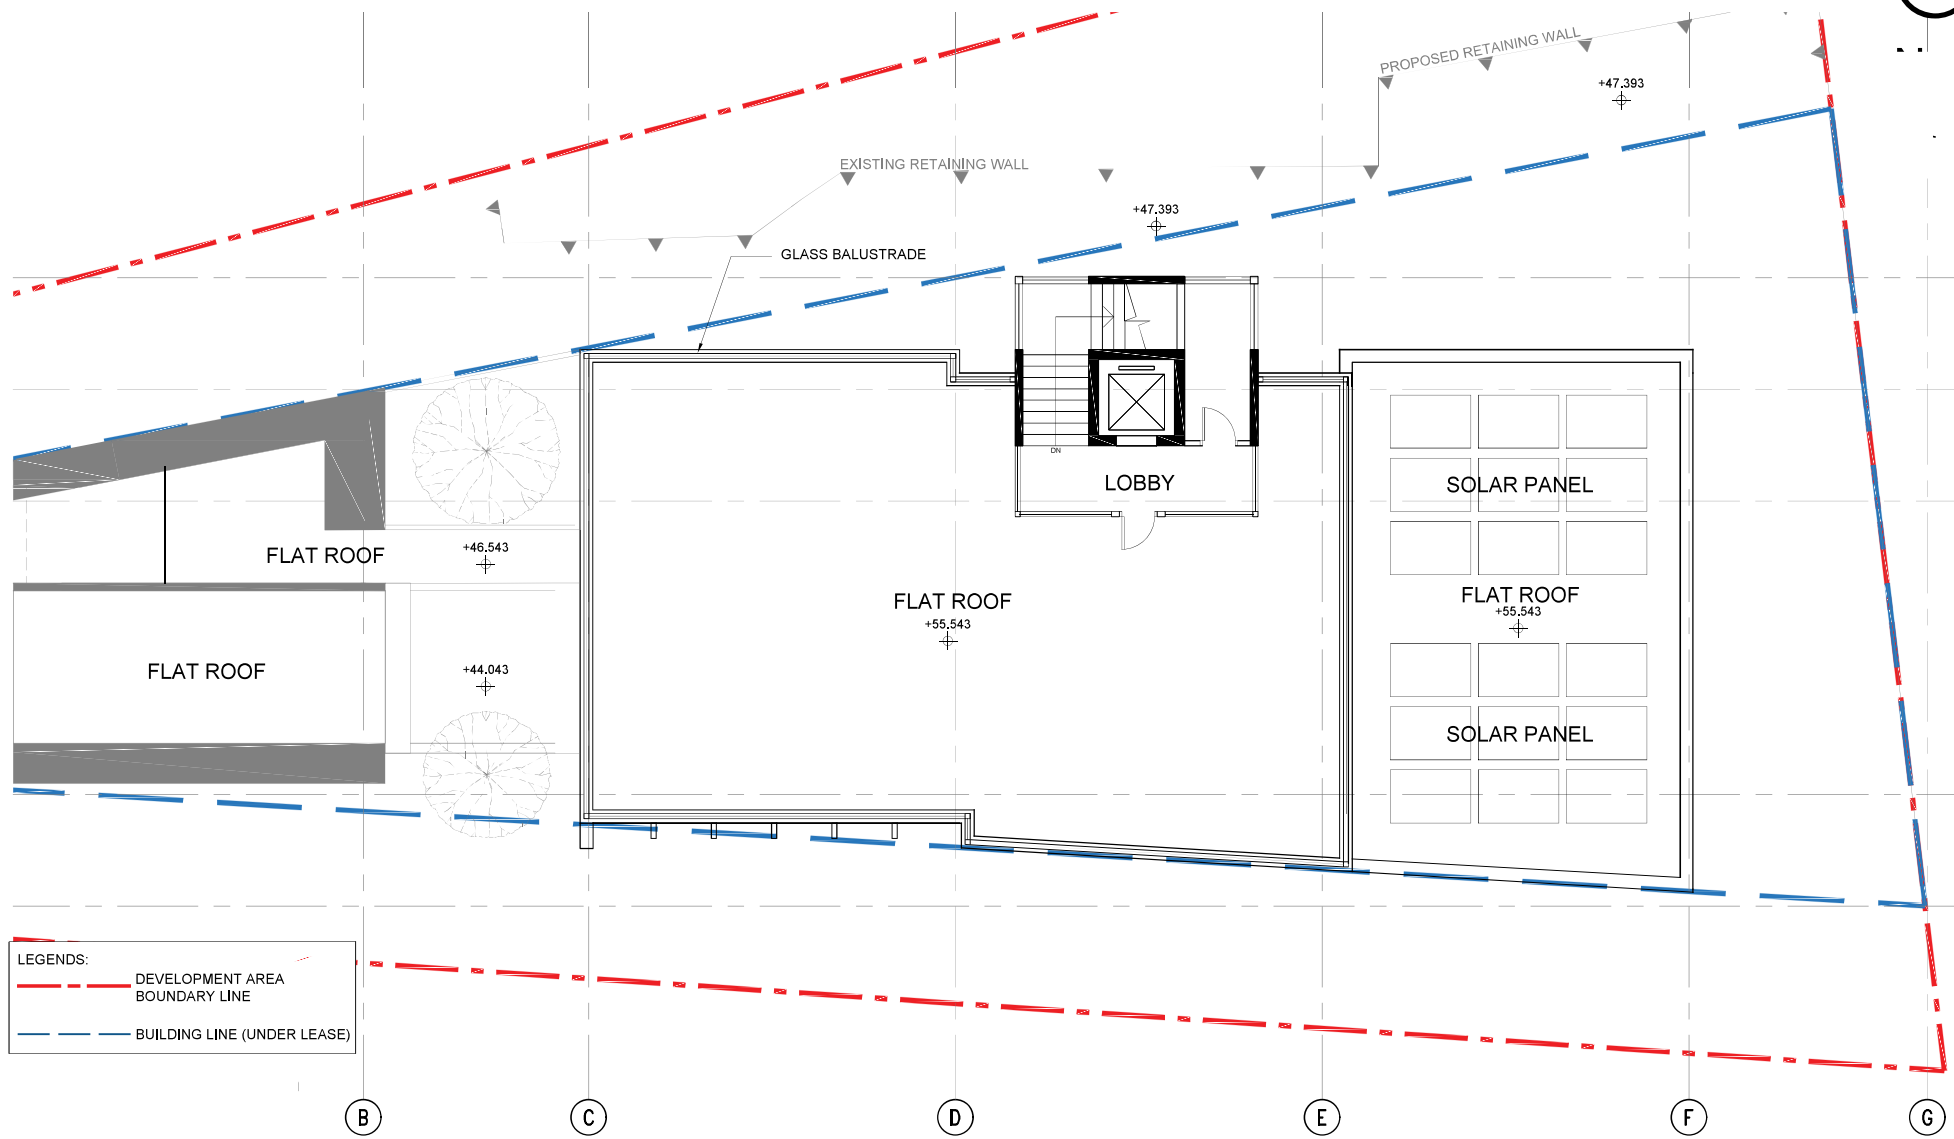 PROPOSED RETAINING WALL
+47.393
EXISTING RETAINING WALL
+47.393
GLASS BALUSTRADE
DN
LOBBY
SOLAR PANEL
FLAT ROOF
+46.543
FLAT ROOF
+55.543
FLAT ROOF
+55.543
FLAT ROOF
+44.043
SOLAR PANEL
LEGENDS:
DEVELOPMENT AREA
BOUNDARY LINE
BUILDING LINE (UNDER LEASE)
B
C
D
E
F
G